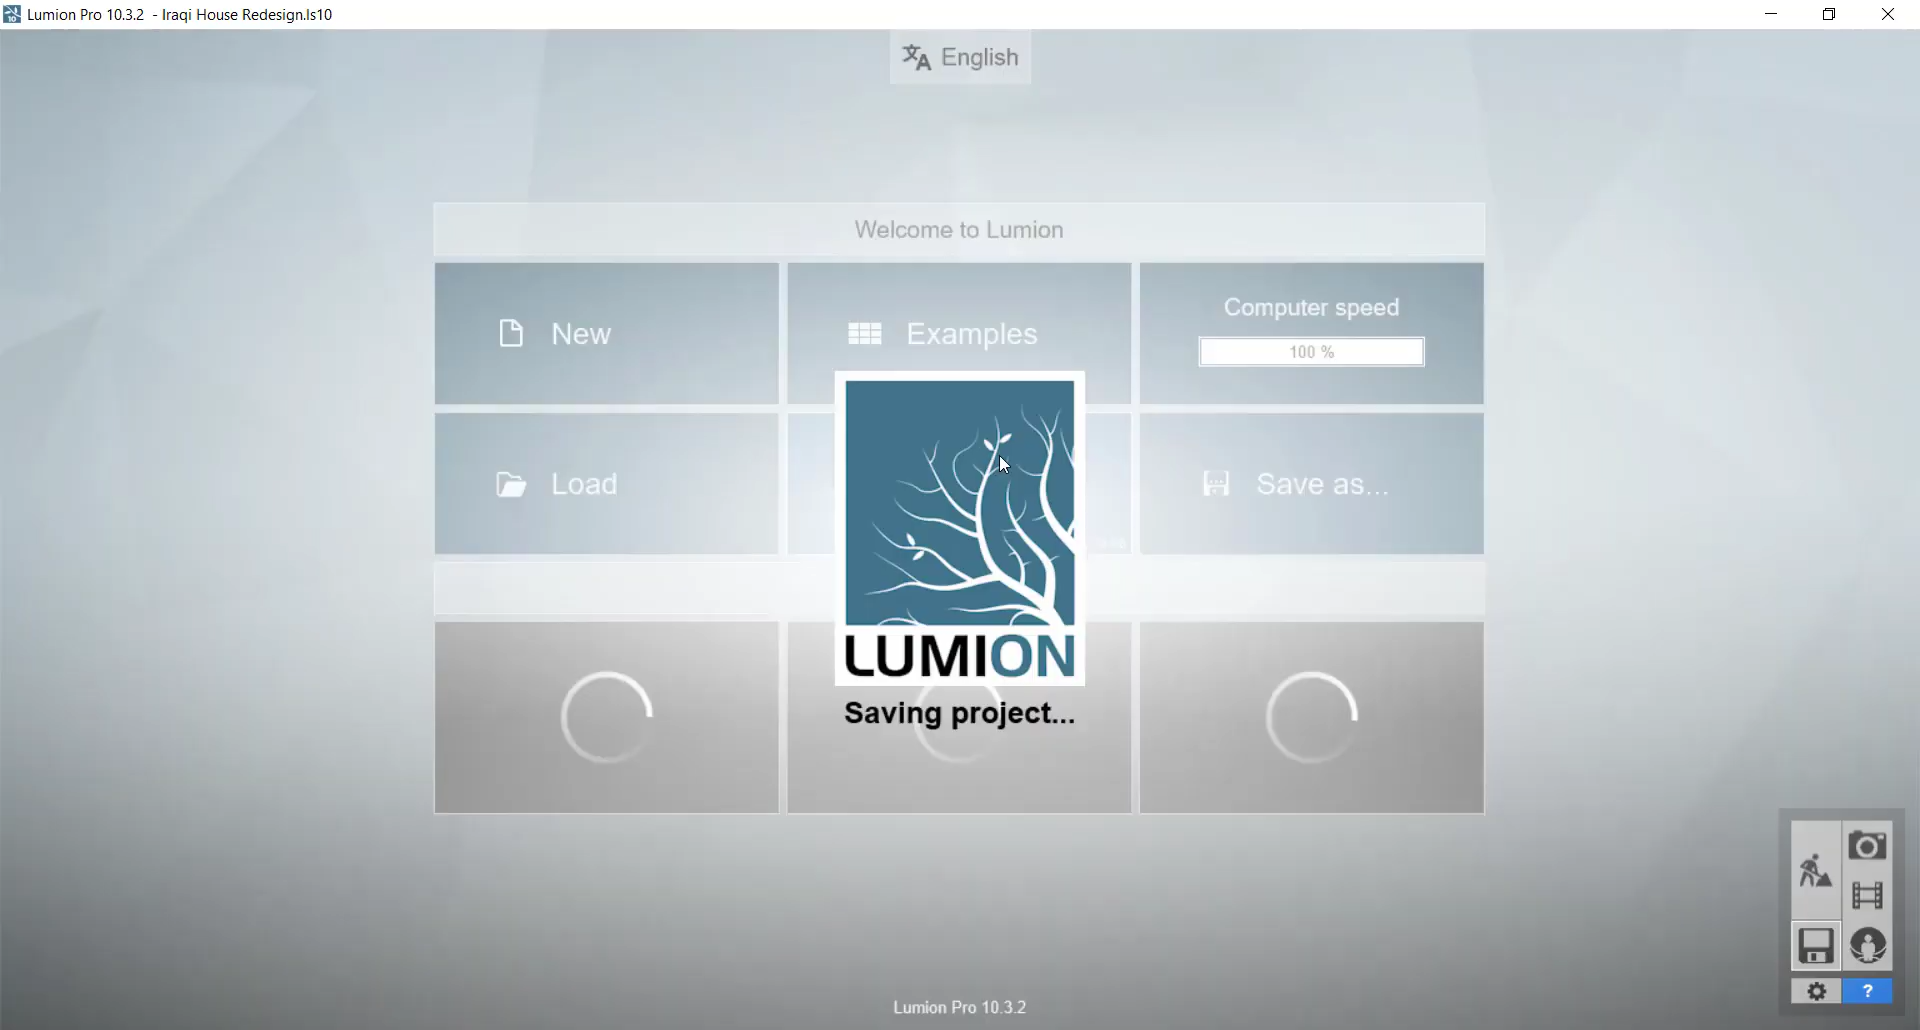 Lumion Pro 10.3.2 - Iraqi House Redesign.ls10
English
Welcome to Lumion
New
Examples
Computer speed
100 %
Load
Save as...
LUMION
Saving project...
?
Lumion Pro 10.3.2